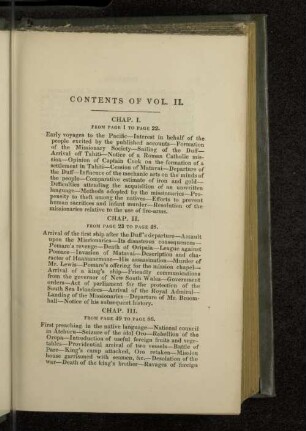 CONTENTS OF VOL. II.
CHAP. I.
FROM PAGE 1 TO PAGE 22.
Early voyages to the Pacific—Interest in behalf of the
people excited by the published accounts—Formation
of the Missionary Society—Sailing of the Duff—
Arrival off Tahiti—Notice of a Roman Catholic mis-
sion—Opinion of Captain Cook on the formation of a
settlement in Tahiti—Cession of Matavai—Departure of
the Duff—Influence of the mechanic arts on the minds of
the people—Comparative estimate of iron and gold—
Difficulties attending the acquisition of an unwritten
language—Methods adopted by the missionaries—Pro-
pensity to theft among the natives—Efforts to prevent
human sacrifices and infant murder—Resolution of the
missionaries relative to the use of fire-arms.
CHAP. II.
FROM PAGE 23 TO PAGE
Arrival of the first ship after the Duff's departure—Assault
upon the Missionaries—Its disastrous consequences—
Pomare's revenge—Death of Oripaia—League against
Pomare—Invasion of Matavai—Description and cha-
racter of—His assassination—Murder of
Mr. Lewis—Pomare's offering for the mission chapel—
Arrival of a king's ship—Friendly communications
from the governor of New South Wales—Government
orders—Act of parliament for the protection of the
South Sea Islanders—Arrival of the Royal Admiral—
Landing of the Missionaries—Departure of Mr. Broom-
hall—Notice of his subsequent history.
CHAP. III.
FROM PAGE TO PAGE
First preaching in the native language—National council
in Atehuru—Seizure of the idol Oro—Rebellion of the
Oropa—Introduction of useful fruits and vege-
tables—Providential arrival of two vessels—Battle of
Pare—King's camp attacked, Oro retaken—Mission
house garrisoned with seamen, &c.—Desolation of the
war—Death of the king's brother—Ravages of foreign